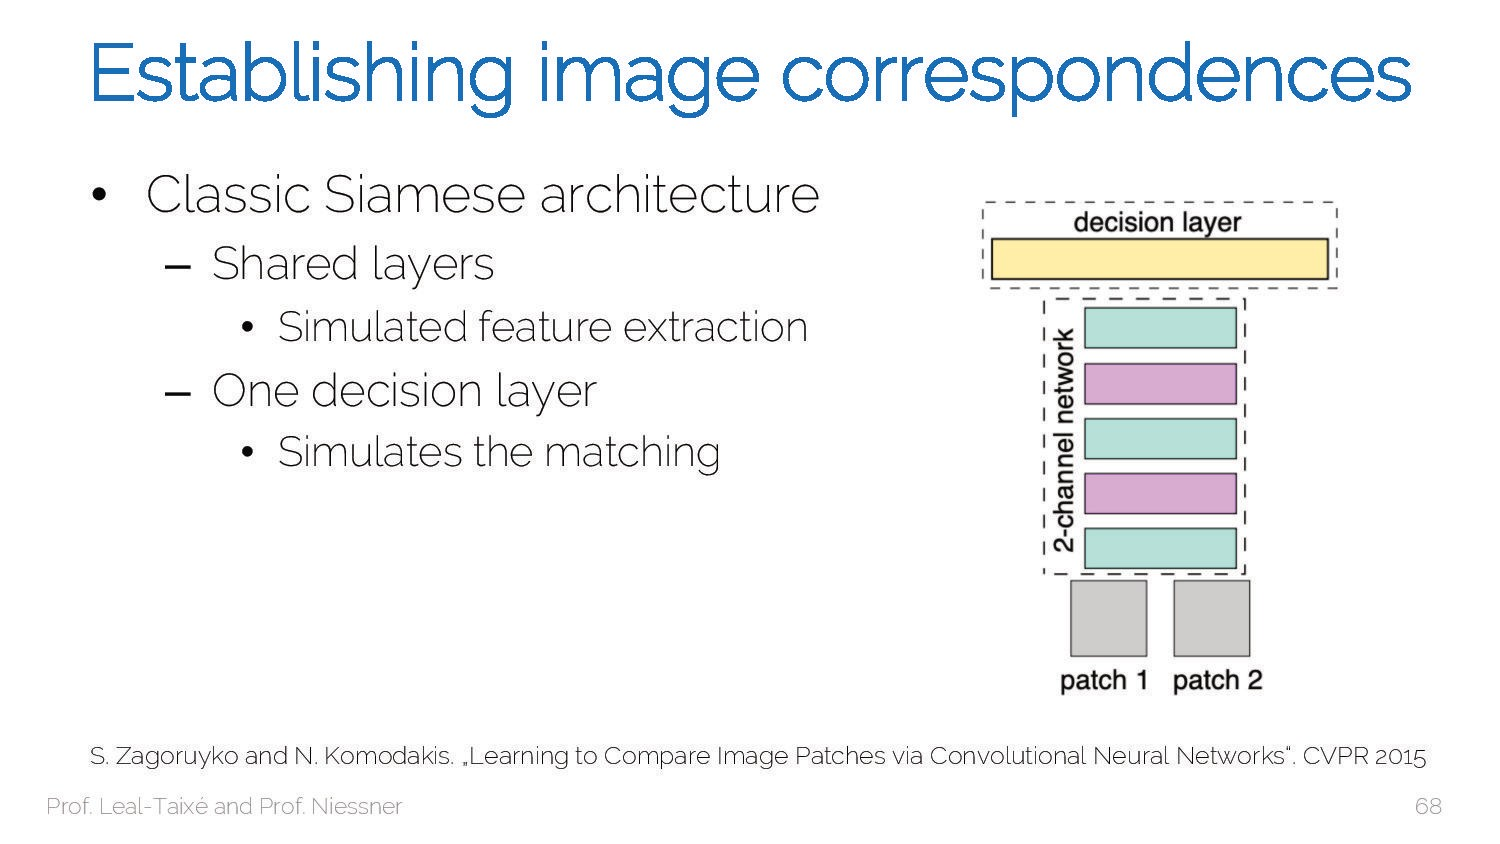 Establishing image correspondences
• Classic Siamese architecture
– Shared layers
• Simulated feature extraction
– One decision layer
• Simulates the matching
decision layer
2-channel network
patch 1 patch 2
S. Zagoruyko and N. Komodakis. „Learning to Compare Image Patches via Convolutional Neural Networks“. CVPR 2015
Prof. Leal-Taixé and Prof. Niessner
68